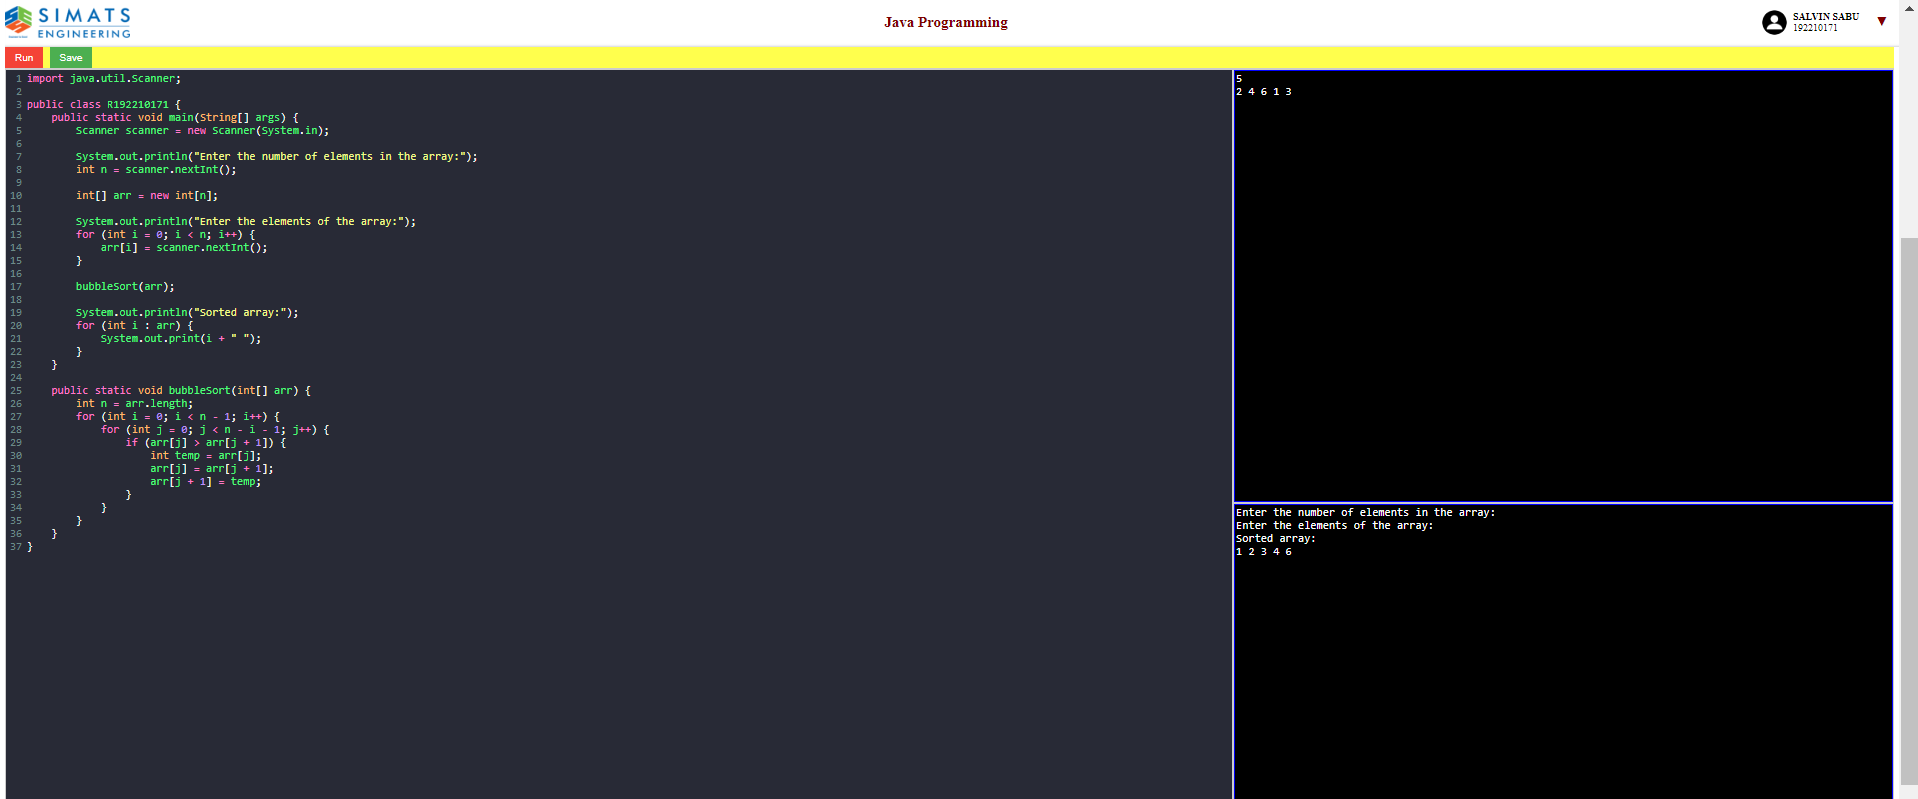 SIMATS
ENGINEERING
Java Programming
SALVIN SABU
192210171
Run
Save
1 import java.util.Scanner;
2
3 public class R192210171 {
4     public static void main(String[] args) {
5         Scanner scanner = new Scanner(System.in);
6
7         System.out.println("Enter the number of elements in the array:");
8         int n = scanner.nextInt();
9
10         int[] arr = new int[n];
11
12         System.out.println("Enter the elements of the array:");
13         for (int i = 0; i < n; i++) {
14             arr[i] = scanner.nextInt();
15         }
16
17         bubbleSort(arr);
18
19         System.out.println("Sorted array:");
20         for (int i : arr) {
21             System.out.print(i + " ");
22         }
23     }
24
25     public static void bubbleSort(int[] arr) {
26         int n = arr.length;
27         for (int i = 0; i < n - 1; i++) {
28             for (int j = 0; j < n - i - 1; j++) {
29                 if (arr[j] > arr[j + 1]) {
30                     int temp = arr[j];
31                     arr[j] = arr[j + 1];
32                     arr[j + 1] = temp;
33                 }
34             }
35         }
36     }
37 }
5
2 4 6 1 3
Enter the number of elements in the array:
Enter the elements of the array:
Sorted array:
1 2 3 4 6